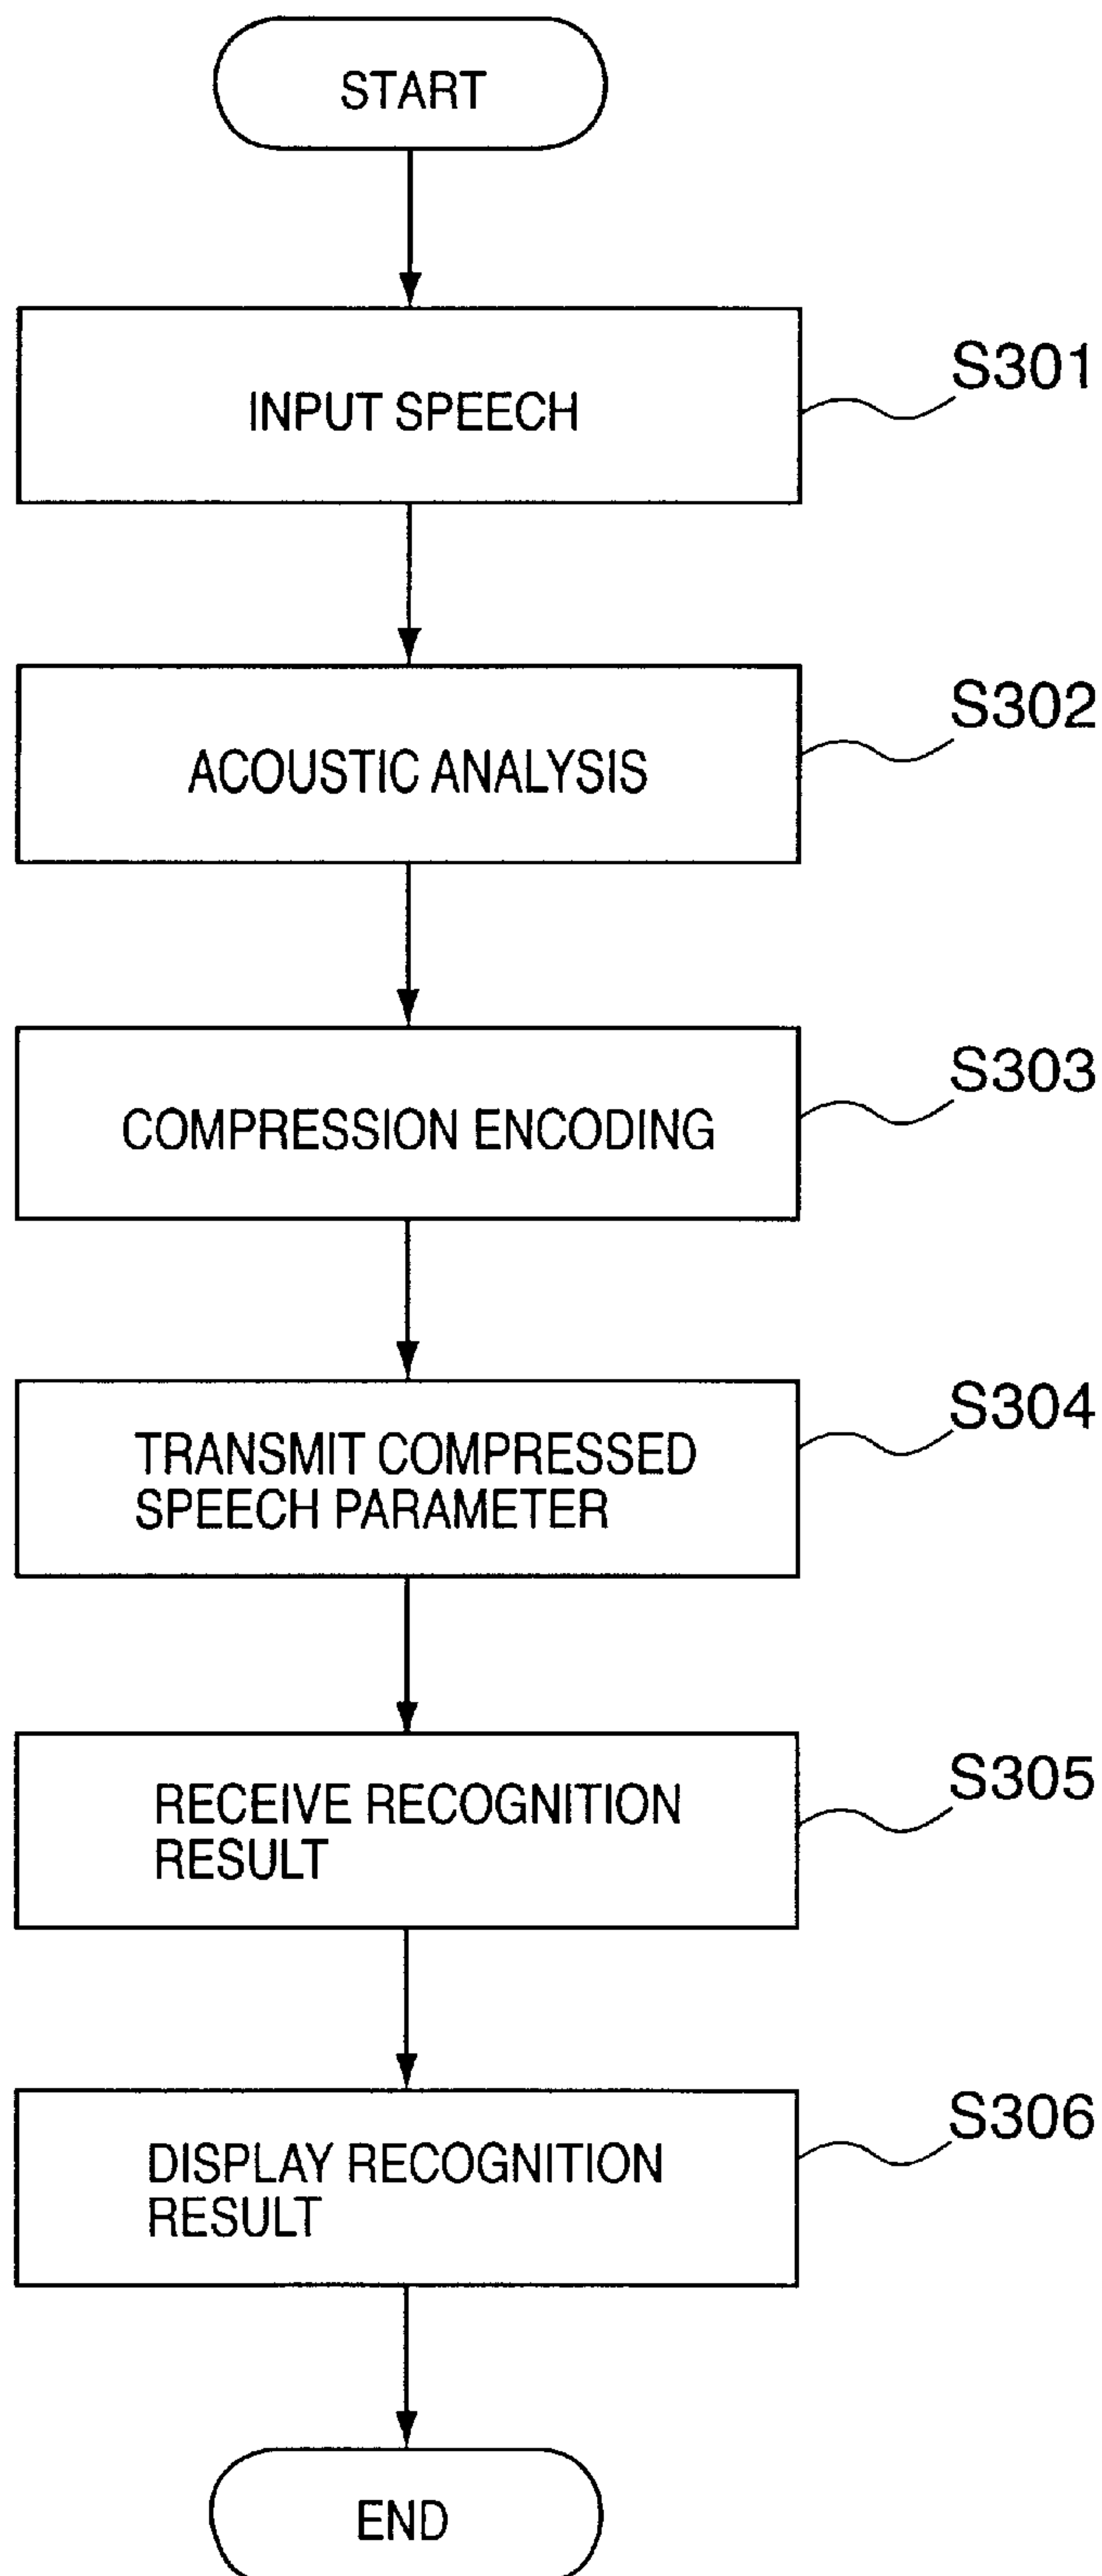 START
INPUT SPEECH
S301
ACOUSTIC ANALYSIS
S302
COMPRESSION ENCODING
S303
TRANSMIT COMPRESSED
SPEECH PARAMETER
S304
RECEIVE RECOGNITION
RESULT
S305
DISPLAY RECOGNITION
RESULT
S306
END